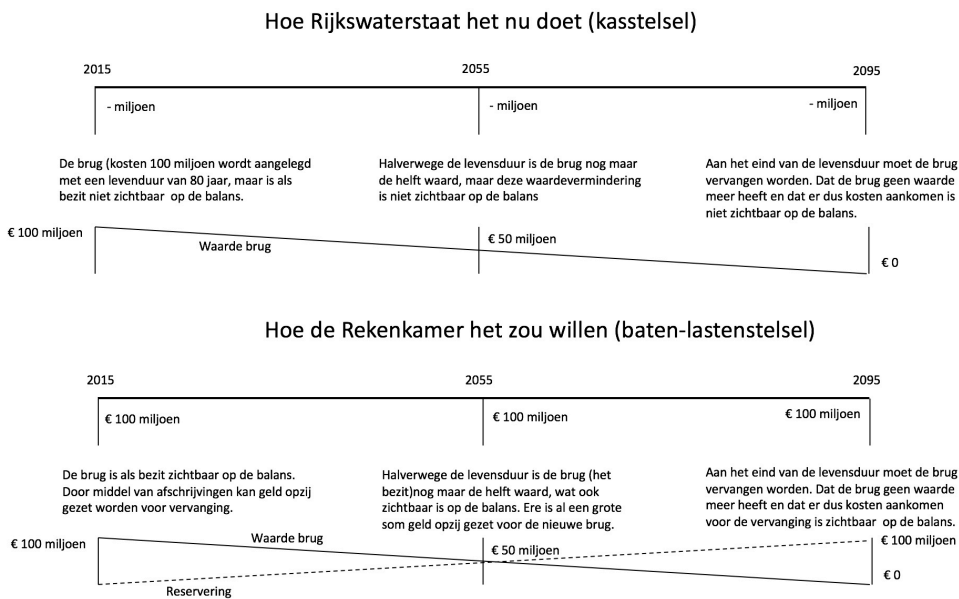 Hoe Rijkswaterstaat het nu doet (kasstelsel)
2015
2055
2095
- miljoen
- miljoen
- miljoen
De brug (kosten 100 miljoen wordt aangelegd
met een levenduur van 80 jaar, maar is als
bezit niet zichtbaar op de balans.
Halverwege de levensduur is de brug nog maar
de helft waard, maar deze waardevermindering
is niet zichtbaar op de balans
Aan het eind van de levensduur moet de brug
vervangen worden. Dat de brug geen waarde
meer heeft en dat er dus kosten aankomen is
niet zichtbaar op de balans.
€ 100 miljoen
Waarde brug
€ 50 miljoen
€ 0
Hoe de Rekenkamer het zou willen (baten-lastenstelsel)
2015
2055
2095
€ 100 miljoen
€ 100 miljoen
€ 100 miljoen
De brug is als bezit zichtbaar op de balans.
Door middel van afschrijvingen kan geld opzij
gezet worden voor vervanging.
Halverwege de levensduur is de brug (het
bezit)nog maar de helft waard, wat ook
zichtbaar is op de balans. Ere is al een grote
som geld opzij gezet voor de nieuwe brug.
Aan het eind van de levensduur moet de brug
vervangen worden. Dat de brug geen waarde
meer heeft en dat er dus kosten aankomen
voor de vervanging is zichtbaar op de balans.
€ 100 miljoen
Waarde brug
€ 50 miljoen
€ 100 miljoen
€ 0
Reservering